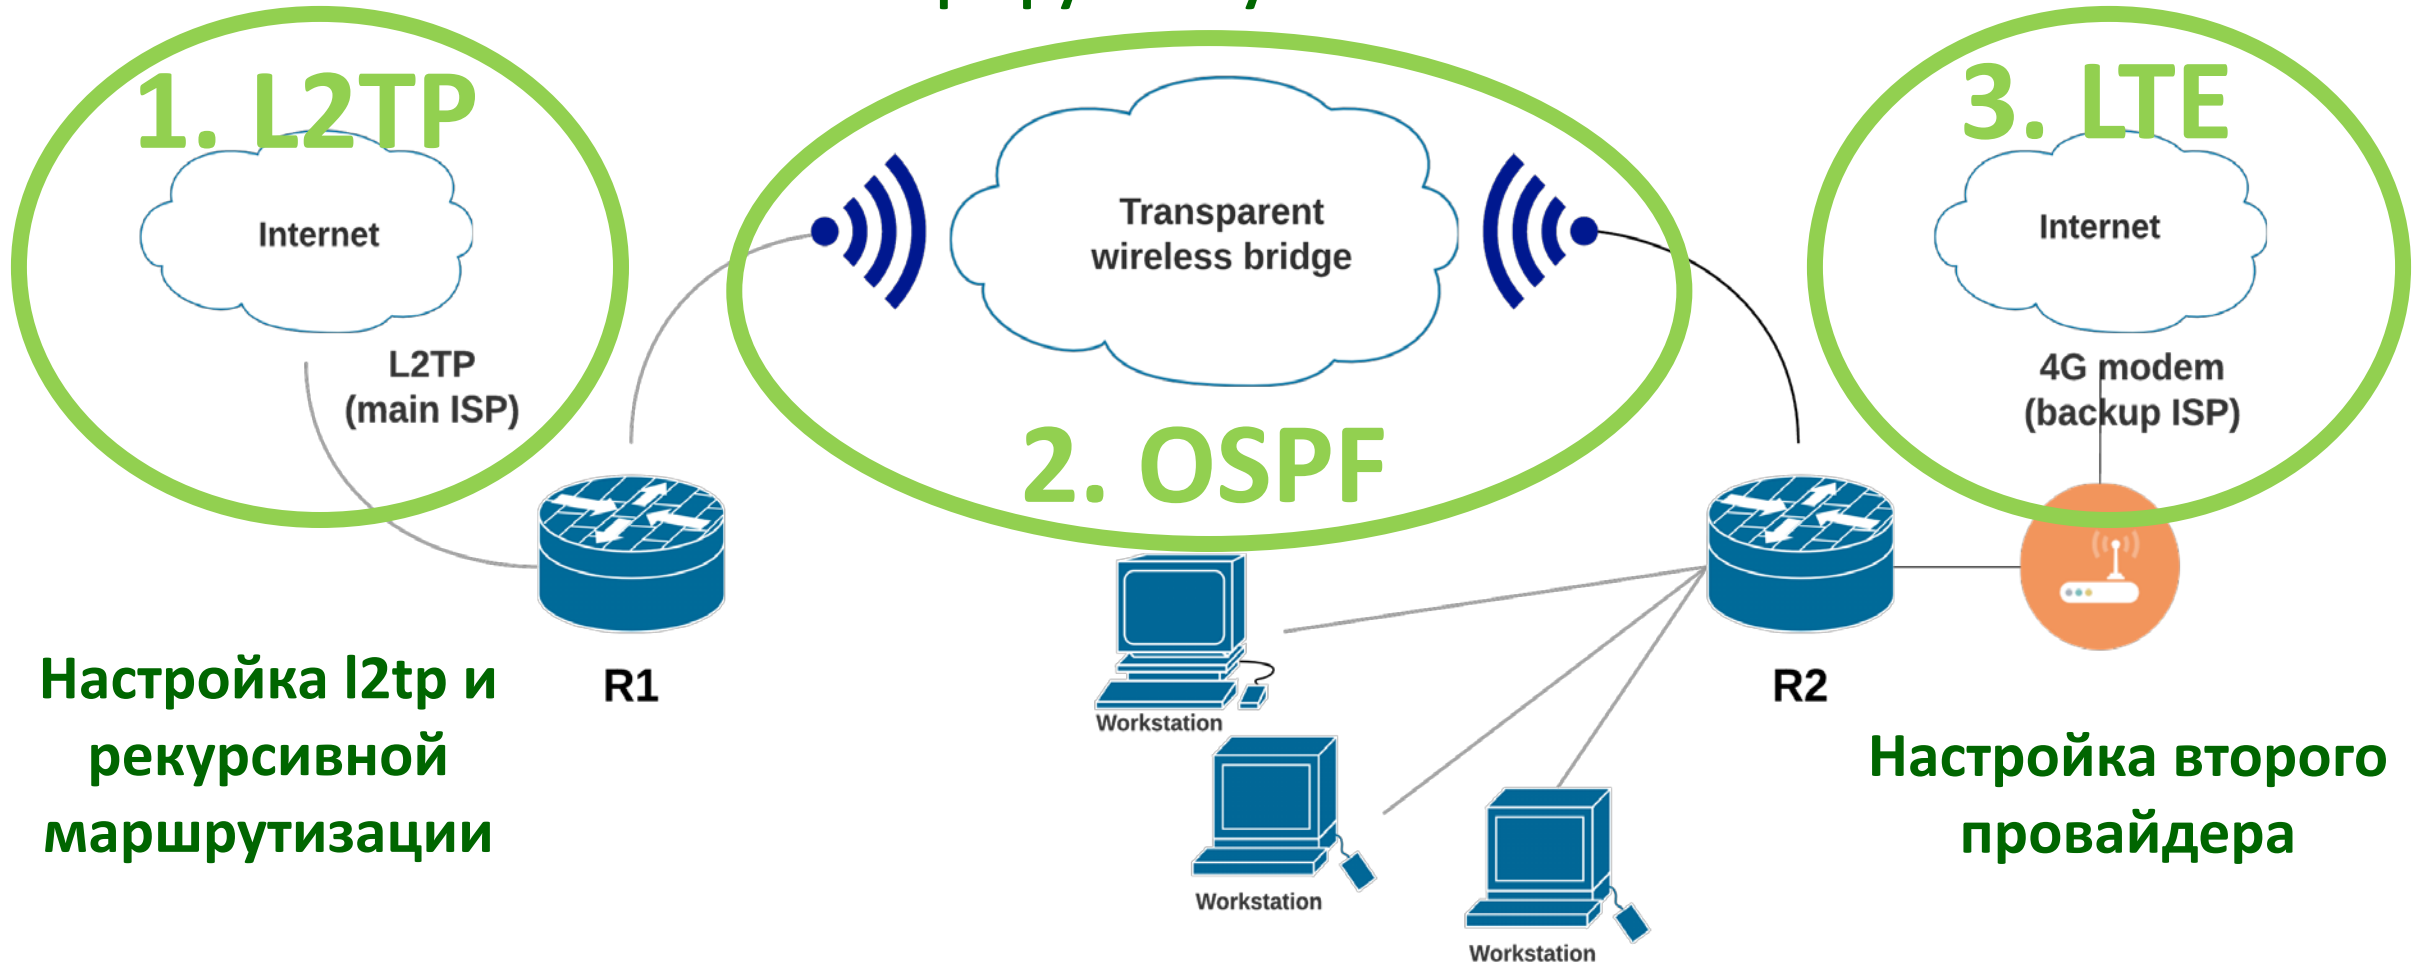 1. L2TP
Internet
L2TP
(main ISP)
Transparent
wireless bridge
2. OSPF
3. LTE
Internet
4G modem
(backup ISP)
R1
R2
Workstation
Workstation
Workstation
Настройка l2tp и
рекурсивной
маршрутизации
Настройка второго
провайдера